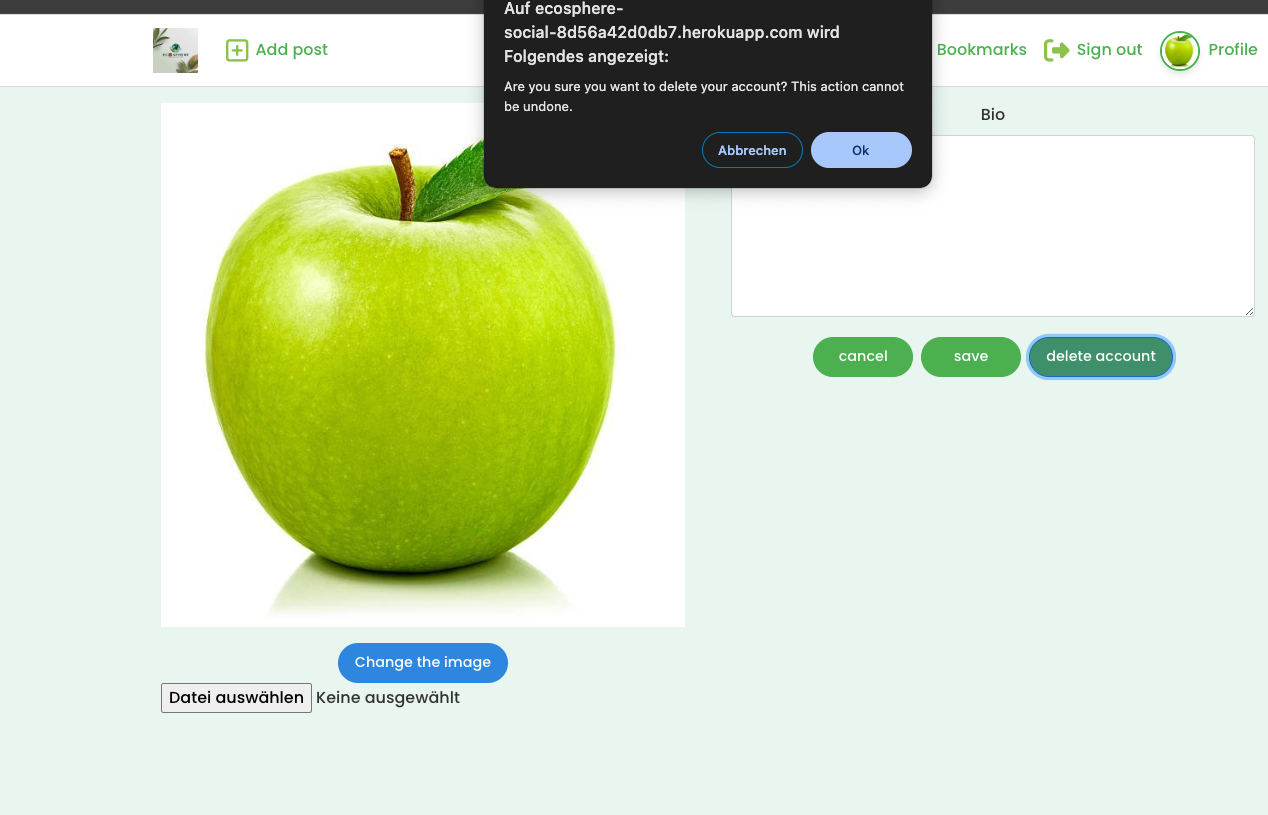 Auf ecosphere-
social-8d56a42d0db7.herokuapp.com wird
Folgendes angezeigt:
Are you sure you want to delete your account? This action cannot
be undone.
Abbrechen
Ok
Add post
Bookmarks
Sign out
Profile
Bio
cancel
save
delete account
Change the image
Datei auswählen Keine ausgewählt